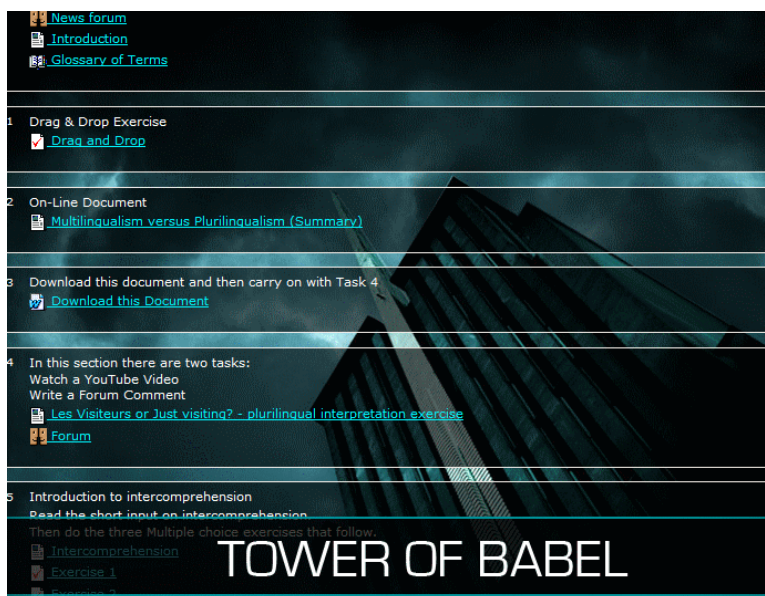 News forum
Introduction
Glossary of Terms
1 Drag & Drop Exercise
Drag and Drop
2 On-Line Document
Multilingualism versus Plurilingualism (Summary)
3 Download this document and then carry on with Task 4
Download this Document
4 In this section there are two tasks:
Watch a YouTube Video
Write a Forum Comment
Les Visiteurs or Just visiting? - plurilingual interpretation exercise
Forum
5 Introduction to intercomprehension
Read the short input on intercomprehension
Then do the three Multiple choice exercises that follow.
Intercomprehension
Exercise 1
Exercise 2
TOWER OF BABEL